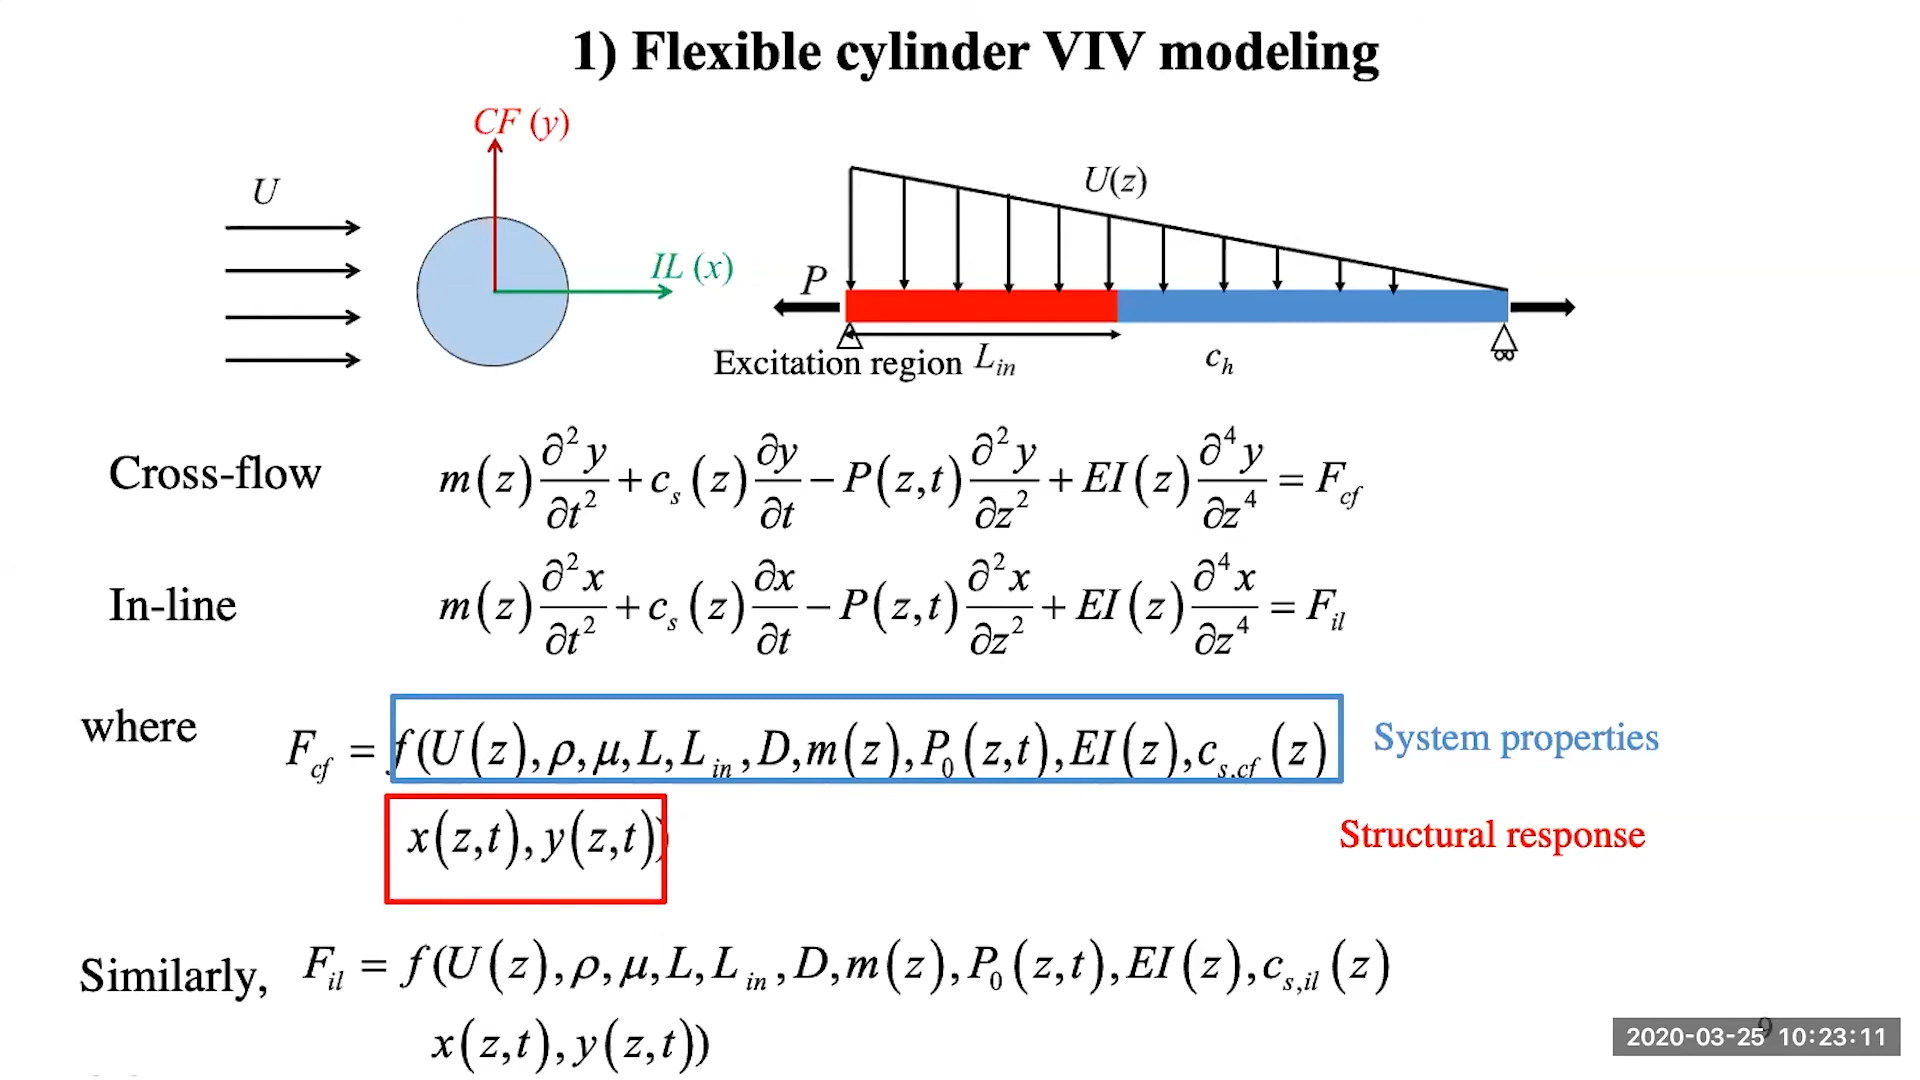 1) Flexible cylinder VIV modeling
CF (y)
U
IL (x)
U(z)
P
Excitation region L_in
c_h
Cross-flow m(z) ∂²y/∂t² + c_s(z) ∂y/∂t − P(z,t) ∂²y/∂z² + EI(z) ∂⁴y/∂z⁴ = F_cf
In-line m(z) ∂²x/∂t² + c_s(z) ∂x/∂t − P(z,t) ∂²x/∂z² + EI(z) ∂⁴x/∂z⁴ = F_il
where F_cf = f(U(z), ρ, μ, L, L_in, D, m(z), P_0(z,t), EI(z), c_s,cf(z) System properties
x(z,t), y(z,t)) Structural response
Similarly, F_il = f(U(z), ρ, μ, L, L_in, D, m(z), P_0(z,t), EI(z), c_s,il(z)
x(z,t), y(z,t))
9
2020-03-25 10:23:11